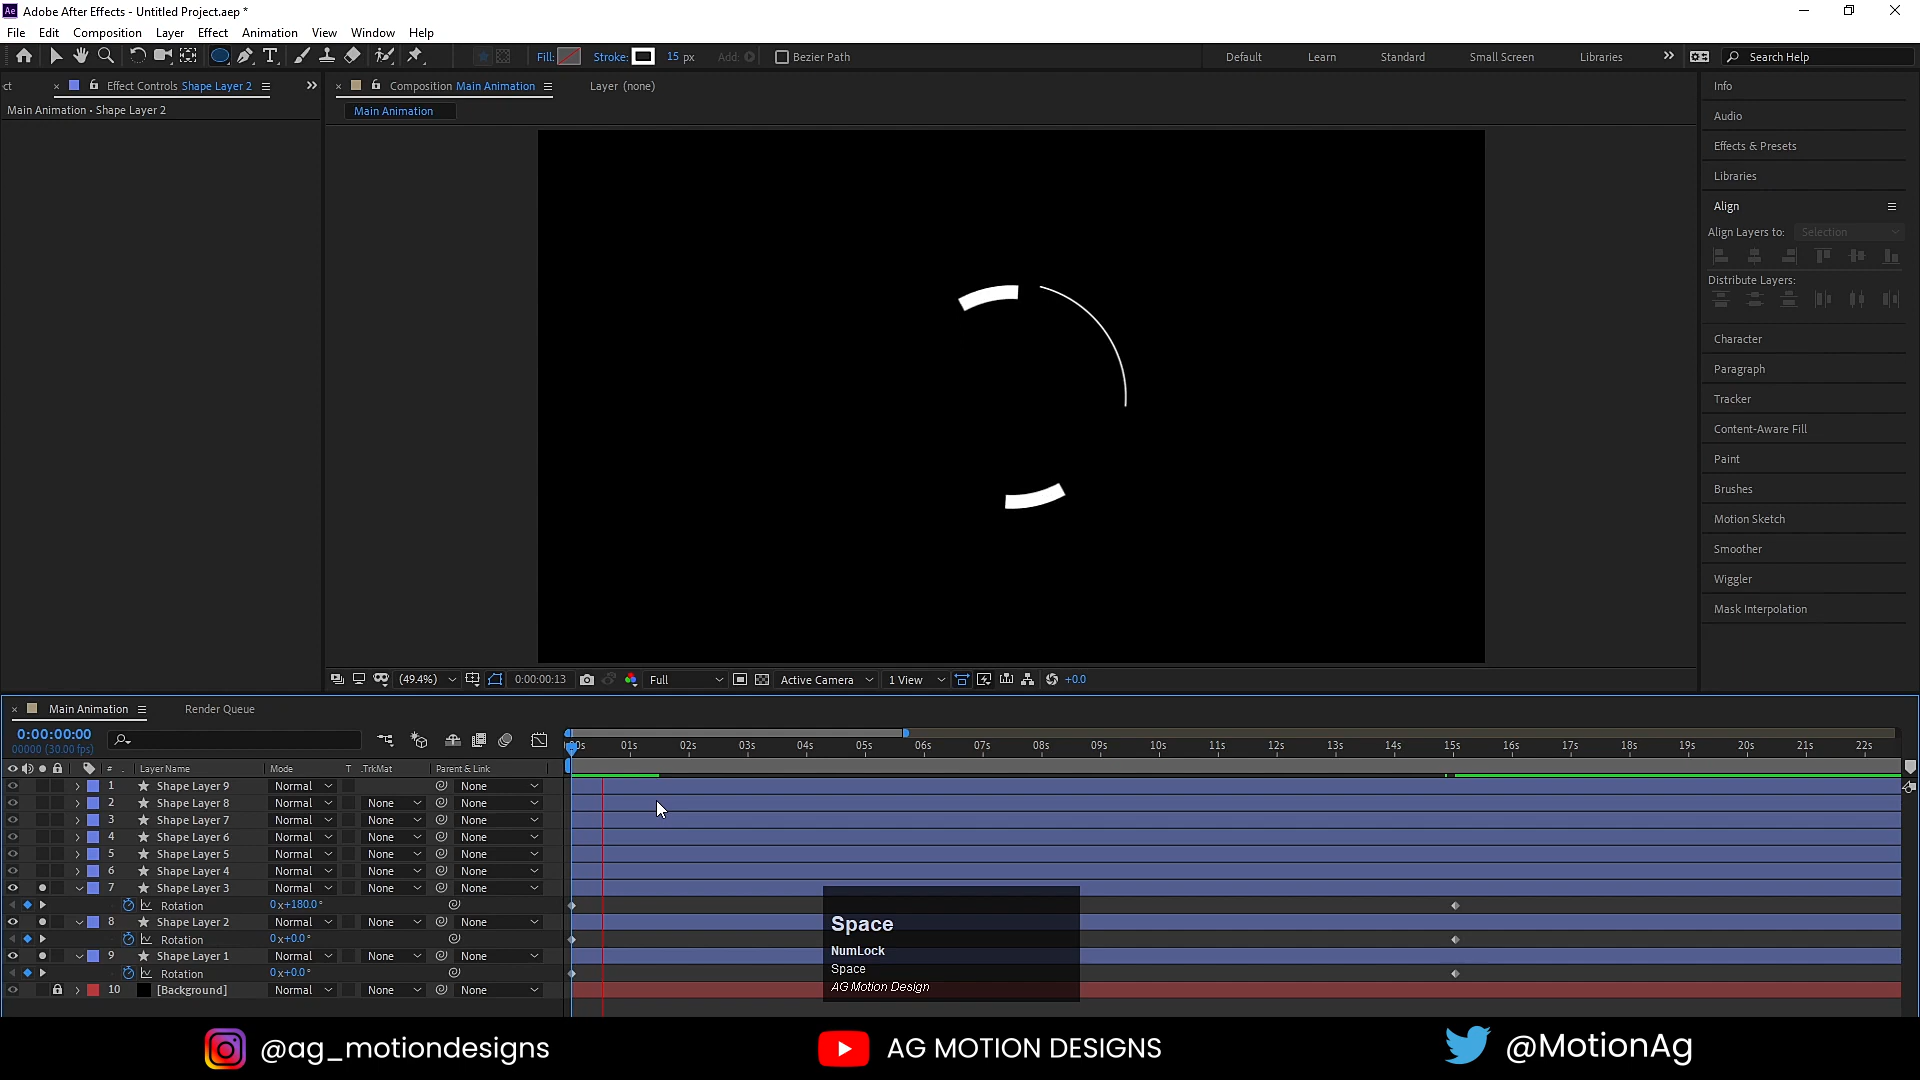 Adobe After Effects - Untitled Project.aep *
File Edit Composition Layer Effect Animation View Window Help
Fill: Stroke: 15 px Add: Bezier Path Default Learn Standard Small Screen Libraries Search Help
ct Effect Controls Shape Layer 2 Composition Main Animation Layer (none)
Main Animation • Shape Layer 2
Main Animation
Info
Audio
Effects & Presets
Libraries
Align
Align Layers to: Selection
Distribute Layers:
Character
Paragraph
Tracker
Content-Aware Fill
Paint
Brushes
Motion Sketch
Smoother
Wiggler
Mask Interpolation
(49.4%) 0:00:00:13 Full Active Camera 1 View +0.0
Main Animation Render Queue
0:00:00:00
00000 (30.00 fps)
00s 01s 02s 03s 04s 05s 06s 07s 08s 09s 10s 11s 12s 13s 14s 15s 16s 17s 18s 19s 20s 21s 22s
# Layer Name Mode T .TrkMat Parent & Link
1 Shape Layer 9 Normal None
2 Shape Layer 8 Normal None None
3 Shape Layer 7 Normal None None
4 Shape Layer 6 Normal None None
5 Shape Layer 5 Normal None None
6 Shape Layer 4 Normal None None
7 Shape Layer 3 Normal None None
Rotation 0x+180.0°
8 Shape Layer 2 Normal None None
Rotation 0x+0.0°
9 Shape Layer 1 Normal None None
Rotation 0x+0.0°
10 [Background] Normal None None
Space
NumLock
Space
AG Motion Design
@ag_motiondesigns AG MOTION DESIGNS @MotionAg